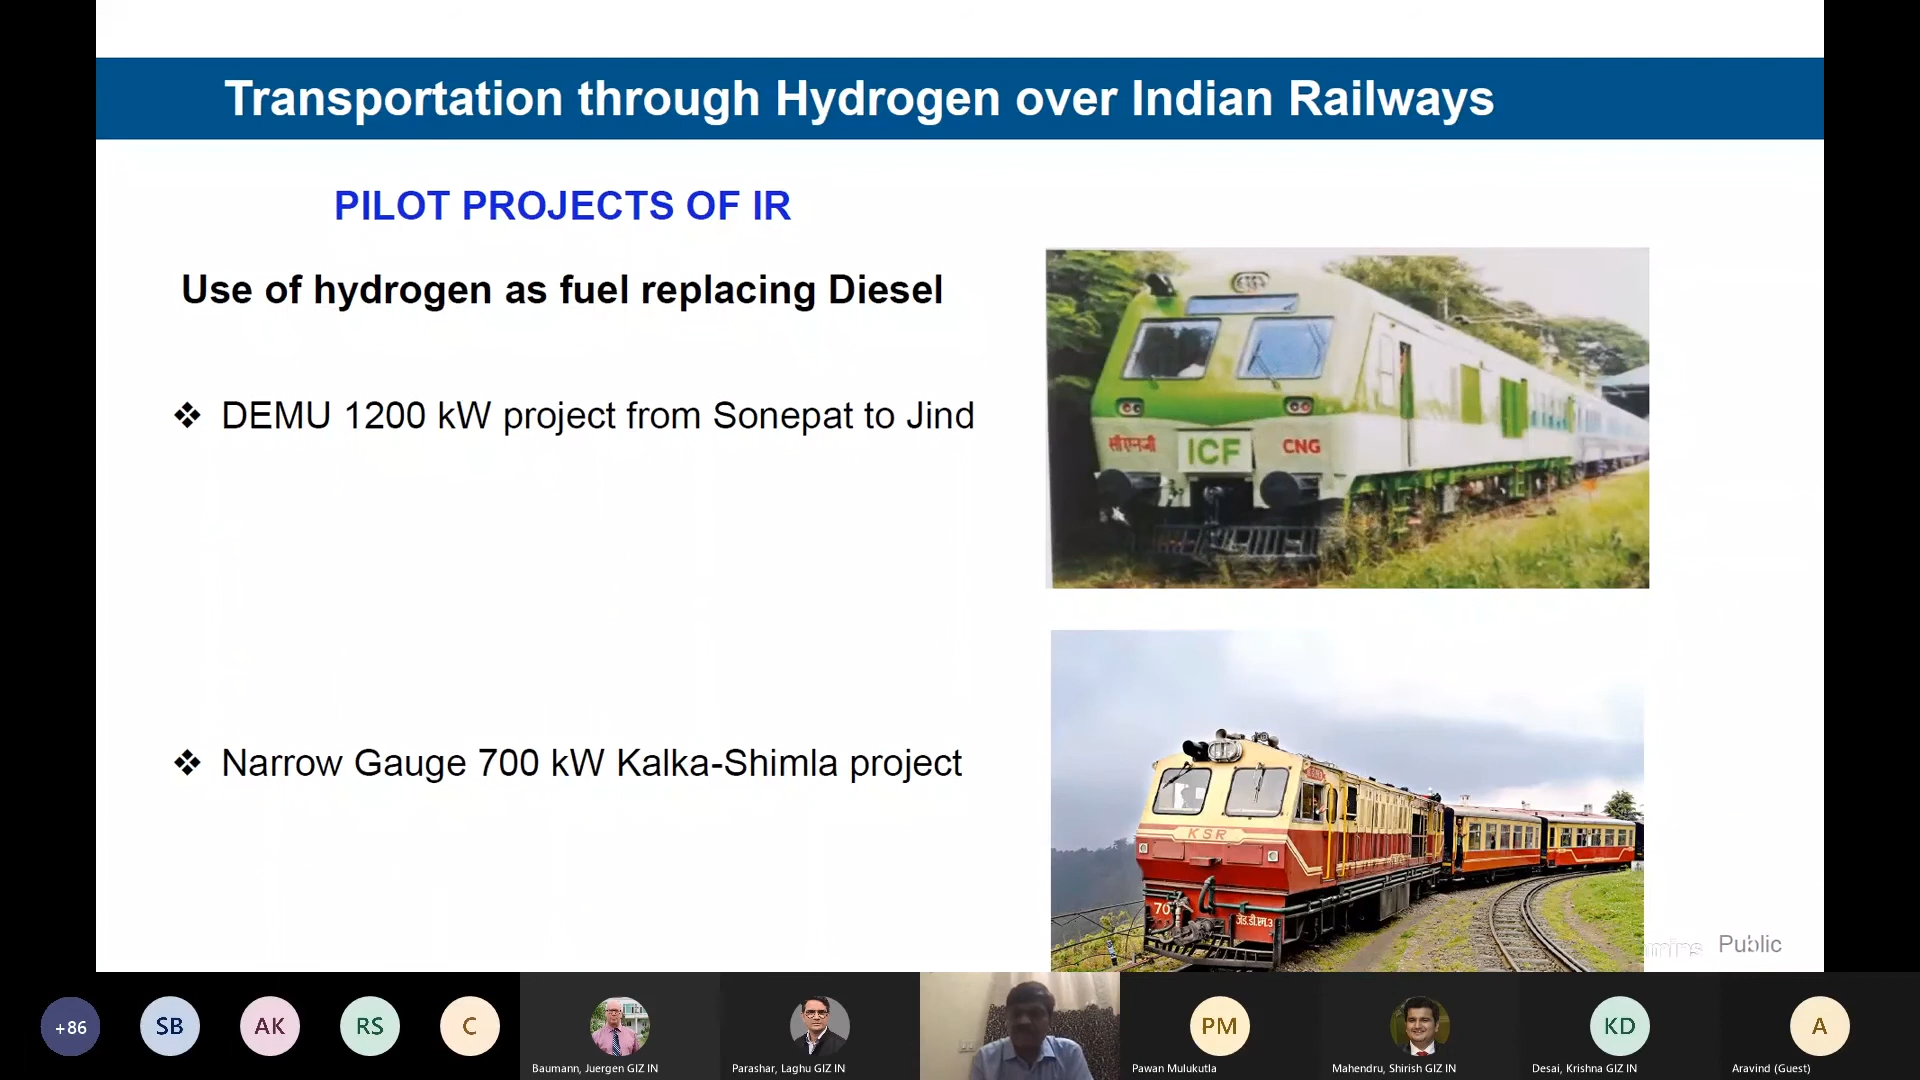 Transportation through Hydrogen over Indian Railways
PILOT PROJECTS OF IR
Use of hydrogen as fuel replacing Diesel
❖ DEMU 1200 kW project from Sonepat to Jind
सीएनजी ICF CNG
❖ Narrow Gauge 700 kW Kalka-Shimla project
KSR
70
जेड.डी.एम.3
Public
+86 SB AK RS C PM KD A
Baumann, Juergen GIZ IN Parashar, Laghu GIZ IN Pawan Mulukutla Mahendru, Shirish GIZ IN Desai, Krishna GIZ IN Aravind (Guest)